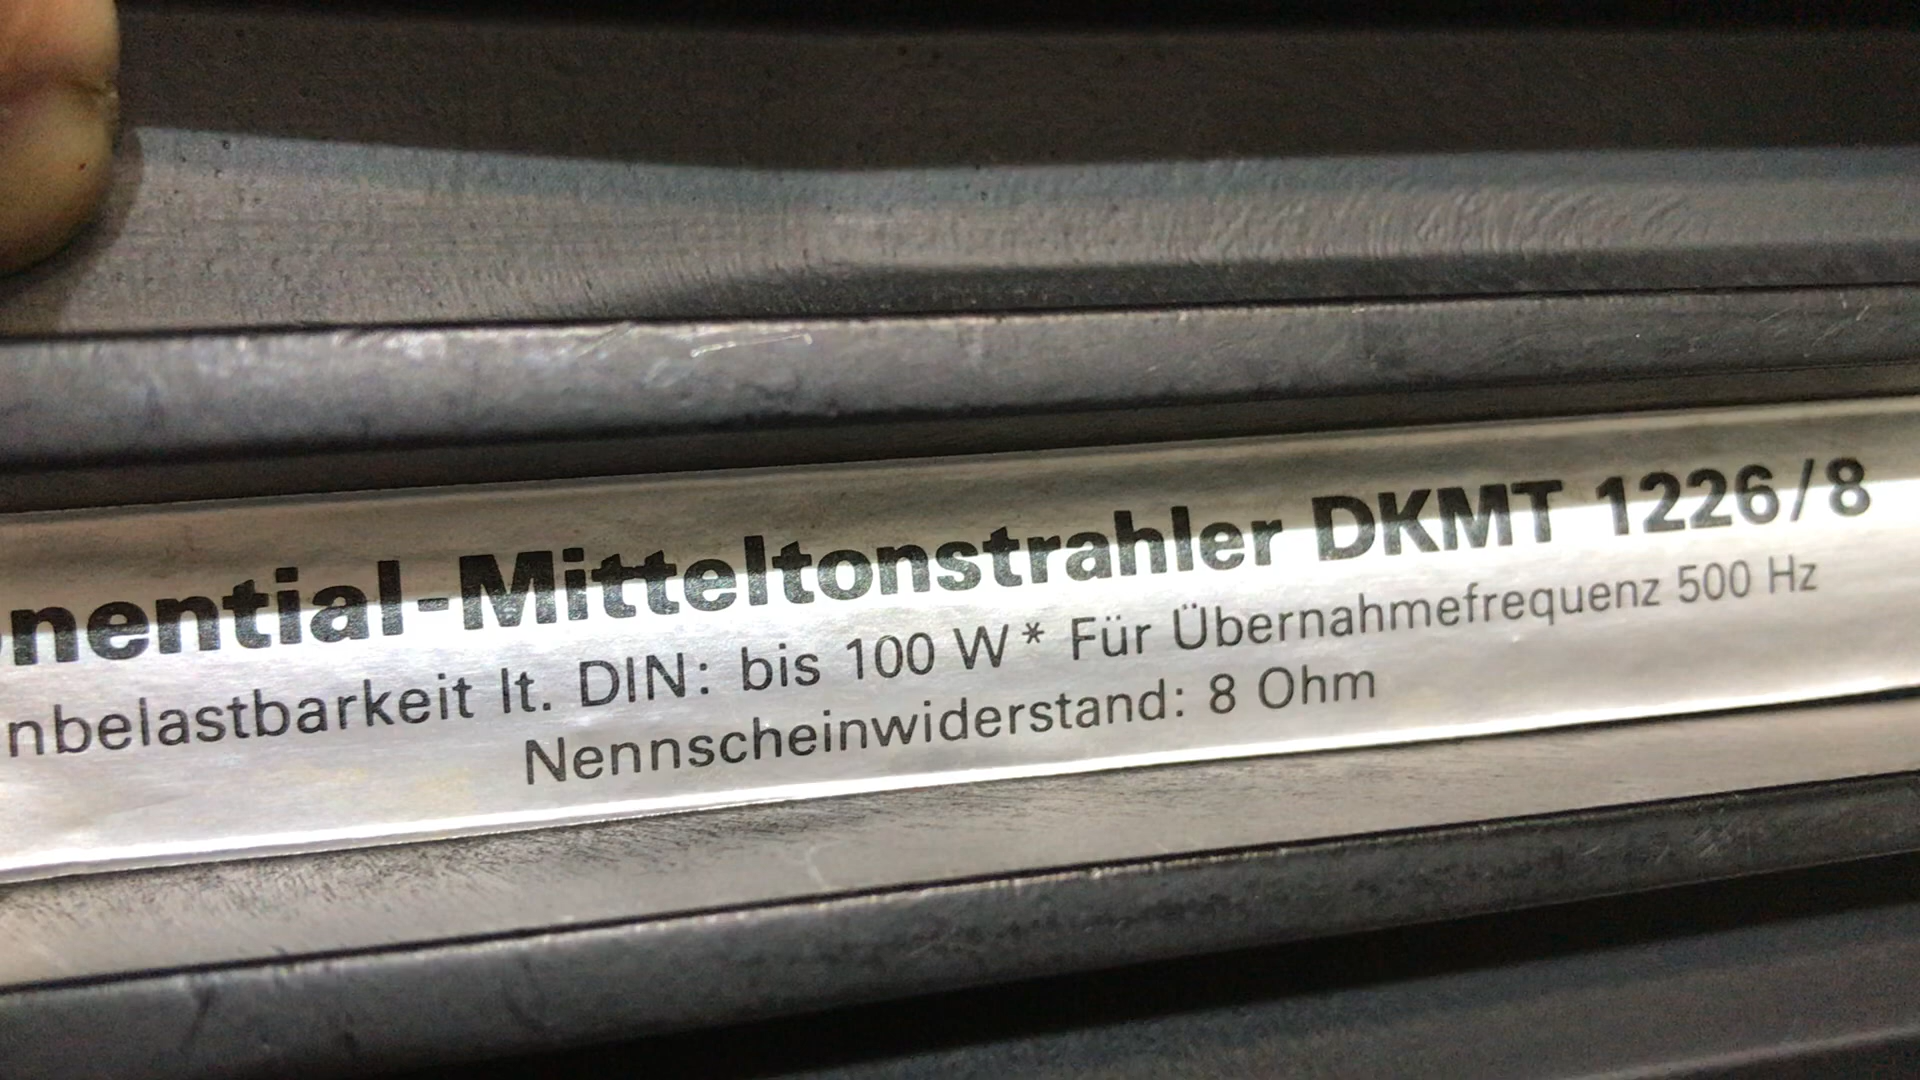 nential-Mitteltonstrahler DKMT 1226/8
nbelastbarkeit lt. DIN: bis 100 W* Für Übernahmefrequenz 500 Hz
Nennscheinwiderstand: 8 Ohm